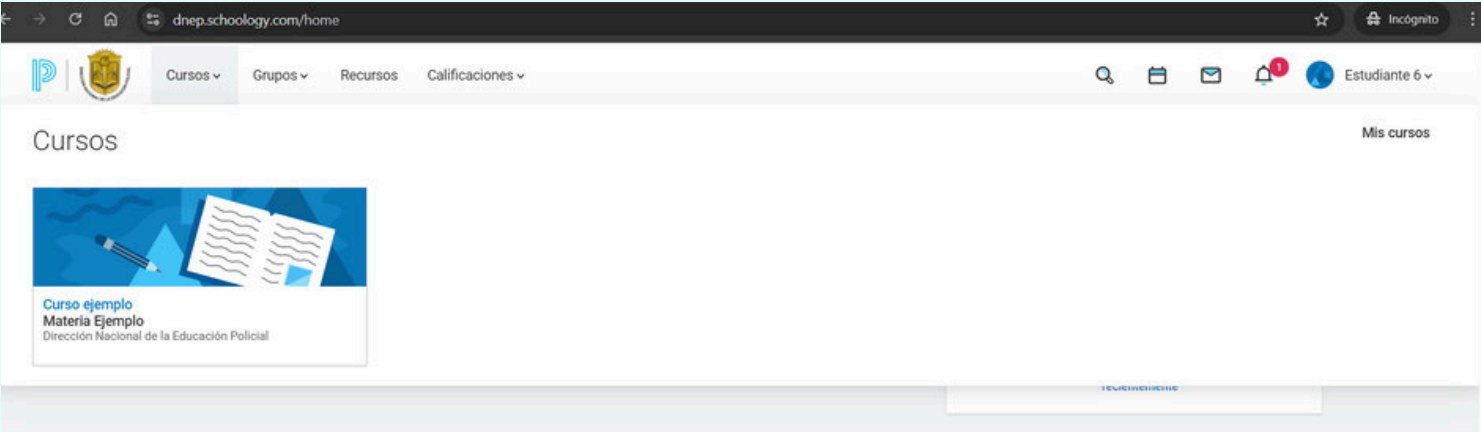 dnep.schoology.com/home
Incógnito
Cursos
Grupos
Recursos
Calificaciones
1
Estudiante 6
Cursos
Mis cursos
Curso ejemplo
Materia Ejemplo
Dirección Nacional de la Educación Policial
recientemente